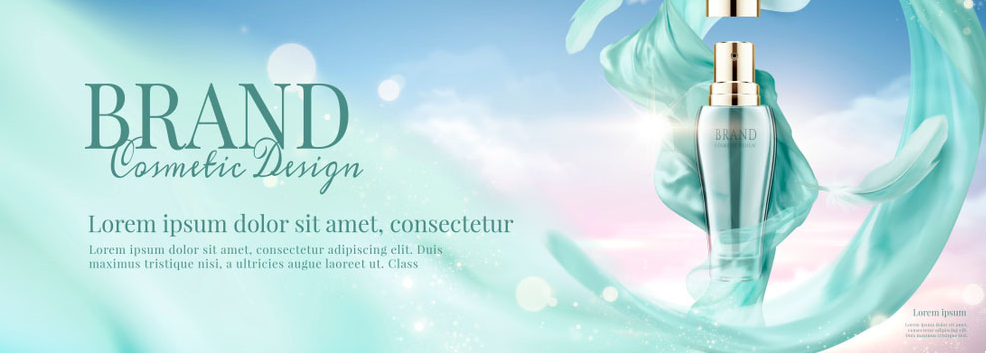 BRAND
Cosmetic Design
Lorem ipsum dolor sit amet, consectetur
Lorem ipsum dolor sit amet, consectetur adipiscing elit. Duis
maximus tristique nisi, a ultricies augue laoreet ut. Class
BRAND
Lorem ipsum